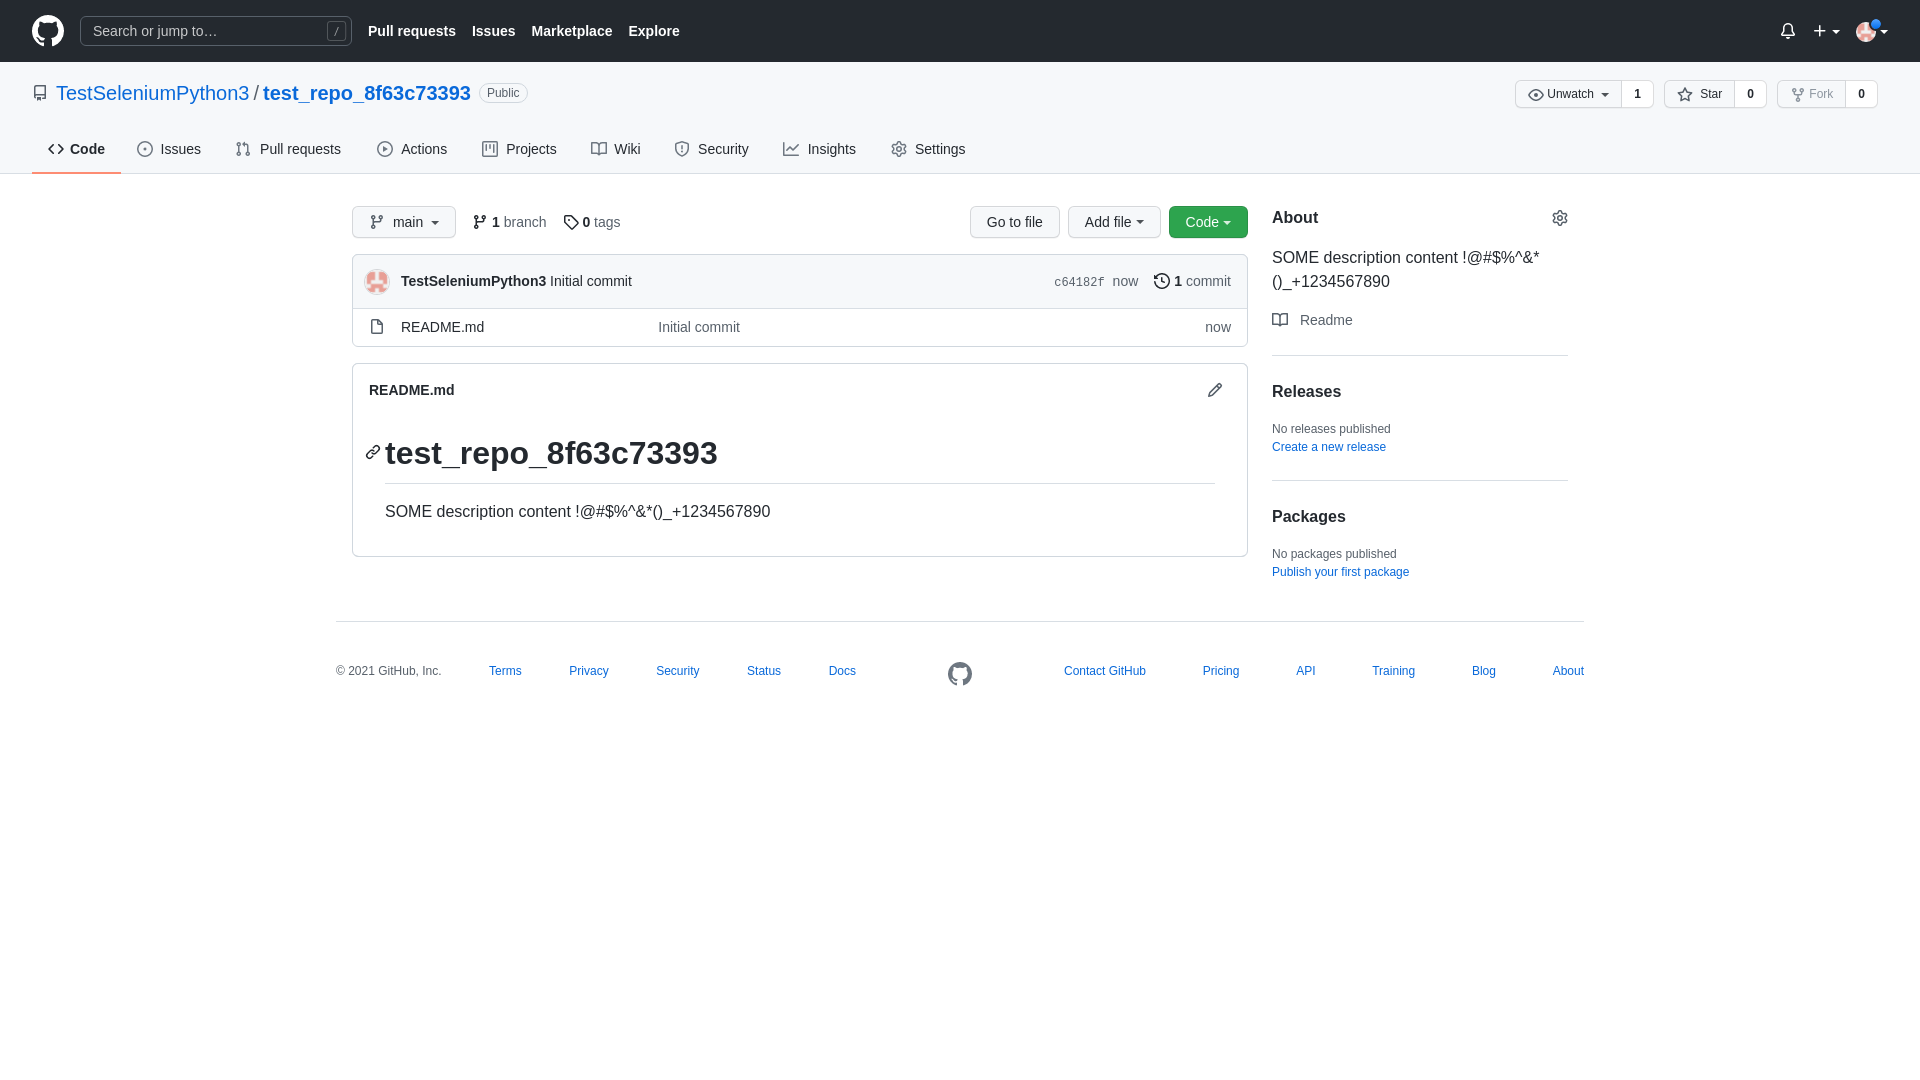 Search or jump to… /
Pull requests Issues Marketplace Explore
TestSeleniumPython3 / test_repo_8f63c73393 Public
Unwatch 1 Star 0 Fork 0
Code Issues Pull requests Actions Projects Wiki Security Insights Settings
main 1 branch 0 tags
Go to file Add file Code
TestSeleniumPython3 Initial commit c64182f now 1 commit
README.md Initial commit now
README.md
test_repo_8f63c73393
SOME description content !@#$%^&*()_+1234567890
About
SOME description content !@#$%^&*
()_+1234567890
Readme
Releases
No releases published
Create a new release
Packages
No packages published
Publish your first package
© 2021 GitHub, Inc. Terms Privacy Security Status Docs Contact GitHub Pricing API Training Blog About